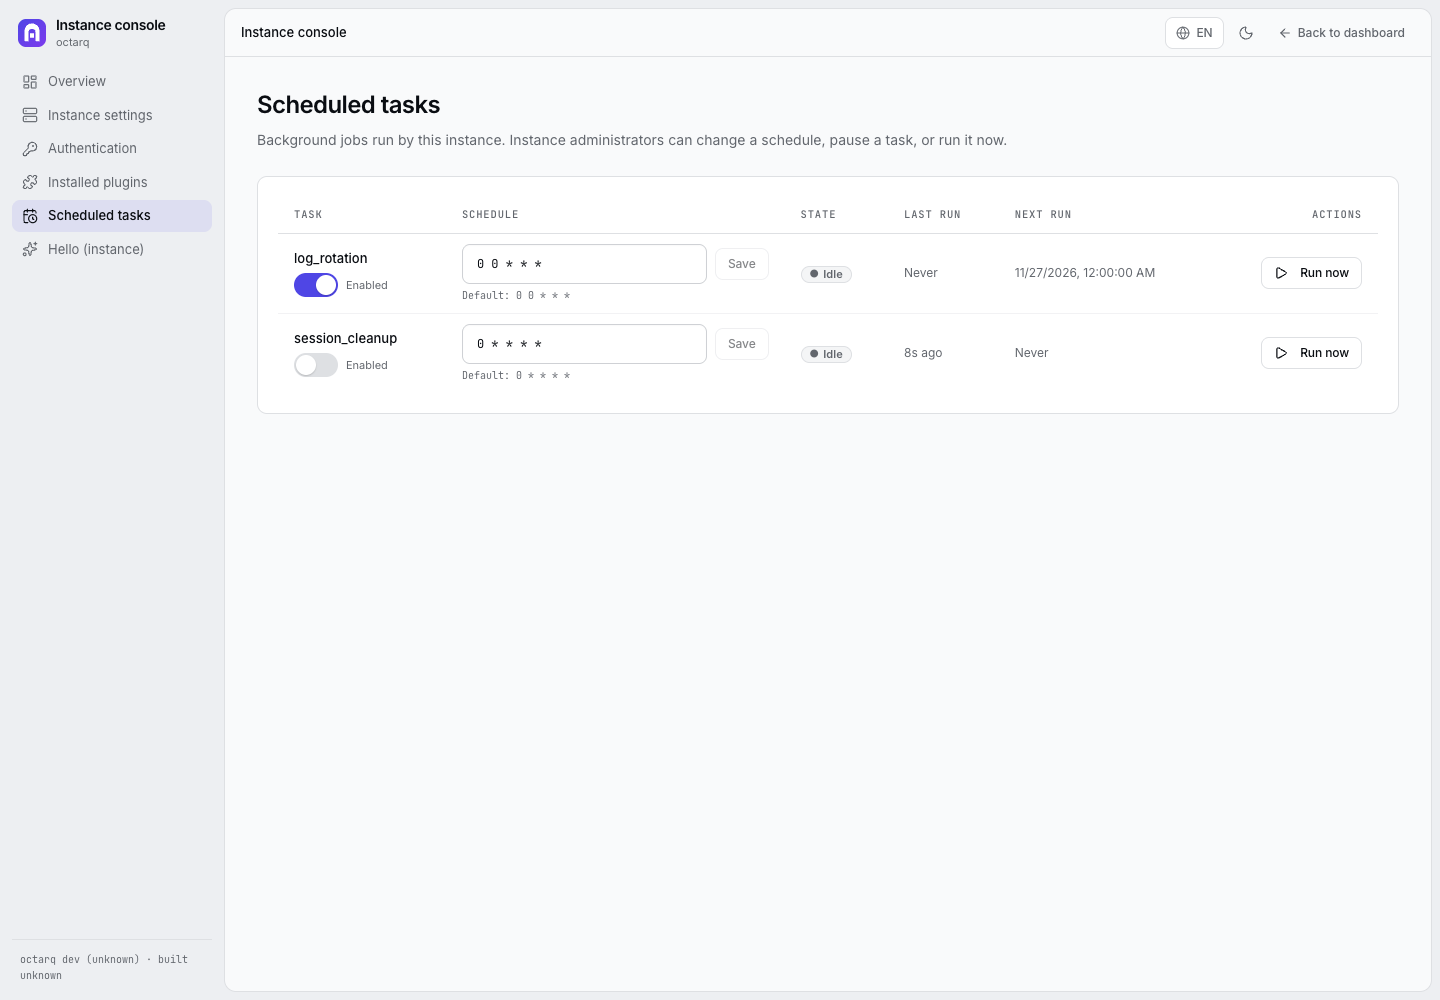 Instance console
octarq
Overview
Instance settings
Authentication
Installed plugins
Scheduled tasks
Hello (instance)
octarq dev (unknown) · built
unknown
Instance console
EN
Back to dashboard
Scheduled tasks
Background jobs run by this instance. Instance administrators can change a schedule, pause a task, or run it now.
TASK SCHEDULE STATE LAST RUN NEXT RUN ACTIONS
log_rotation
Enabled
0 0 * * *
Save
Default: 0 0 * * *
Idle
Never
11/27/2026, 12:00:00 AM
Run now
session_cleanup
Enabled
0 * * * *
Save
Default: 0 * * * *
Idle
8s ago
Never
Run now